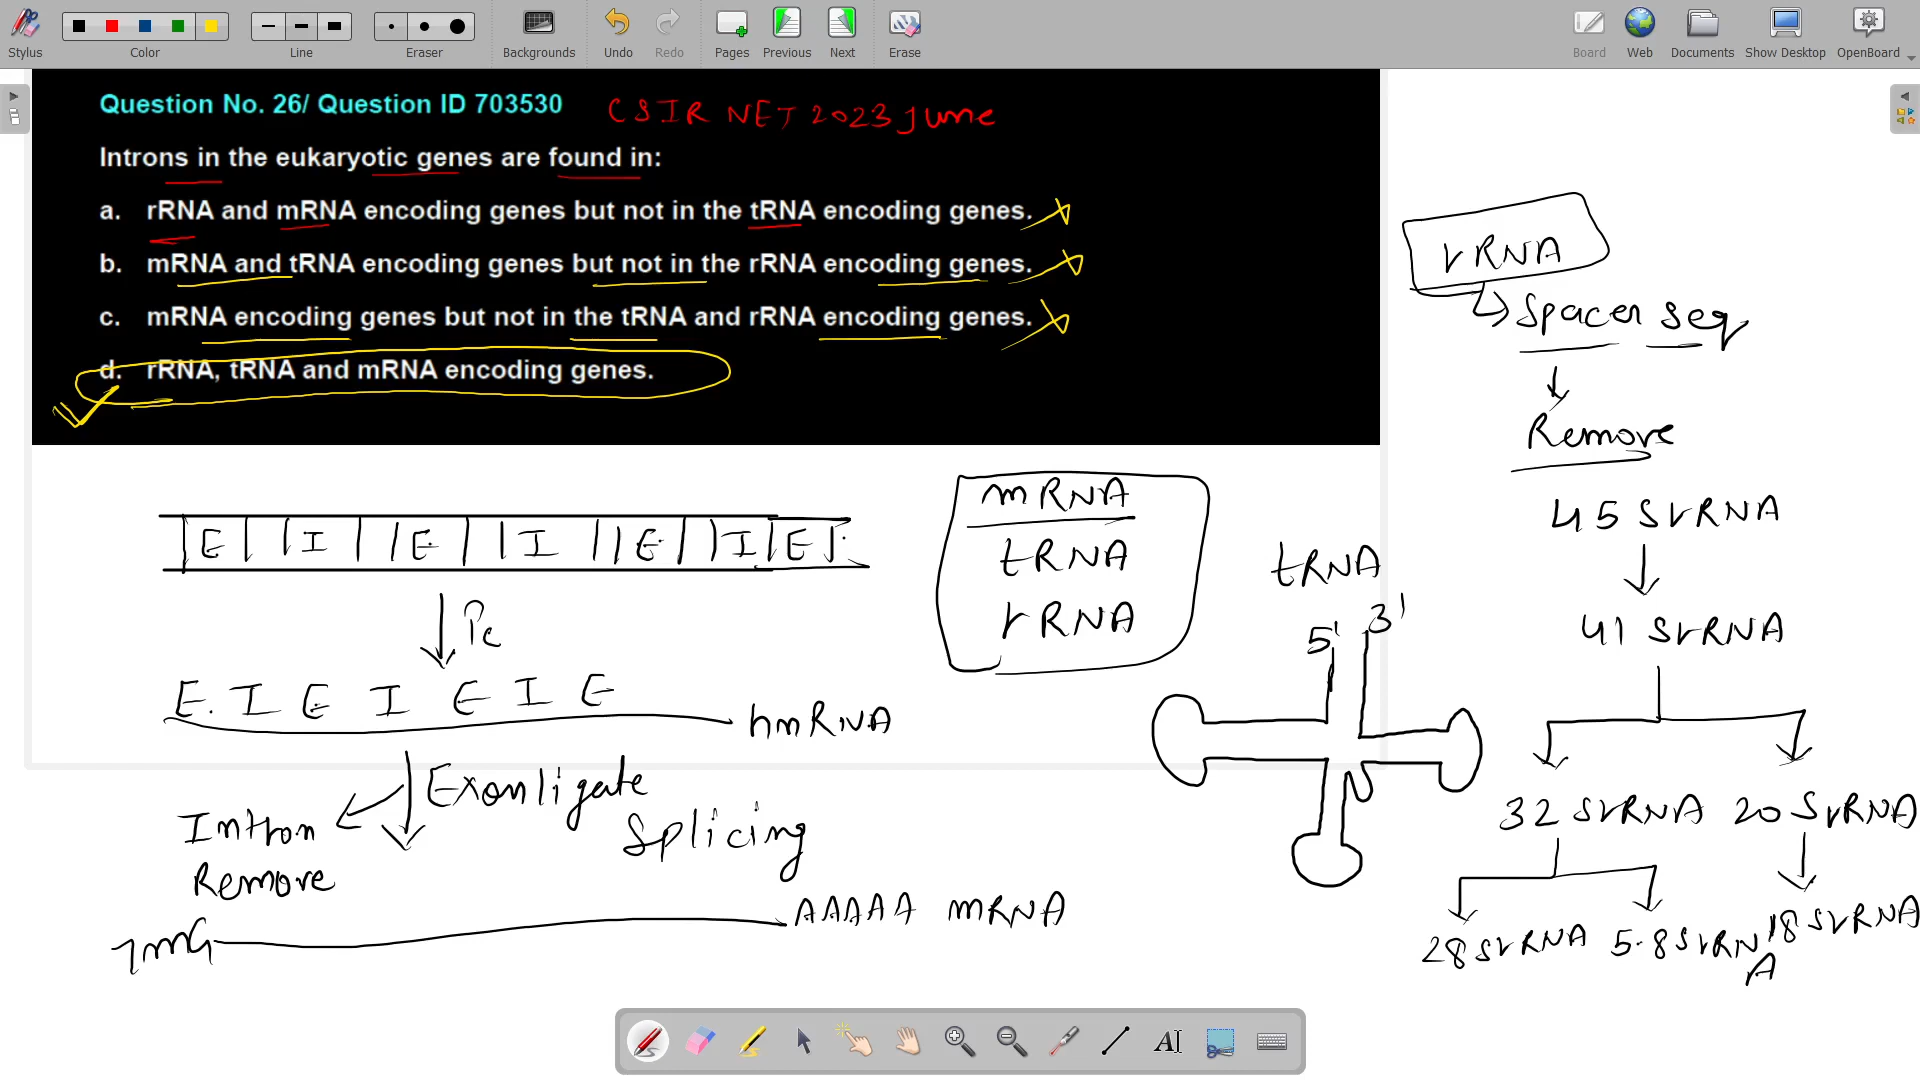 Stylus
Color
Line
Eraser
Backgrounds
Undo
Redo
Pages
Previous
Next
Erase
Board
Web
Documents
Show Desktop
OpenBoard
Question No. 26/ Question ID 703530
CSIR NET 2023 June
Introns in the eukaryotic genes are found in:
a. rRNA and mRNA encoding genes but not in the tRNA encoding genes.
b. mRNA and tRNA encoding genes but not in the rRNA encoding genes.
c. mRNA encoding genes but not in the tRNA and rRNA encoding genes.
d. rRNA, tRNA and mRNA encoding genes.
E I E I E I E
E. I E I E I E
hnRNA
Exon ligate
Splicing
Intron
Remove
7mG
AAAAA mRNA
mRNA
tRNA
rRNA
tRNA
5' 3'
rRNA
Spacer seq
Remove
45 SrRNA
41 SrRNA
32 SrRNA 20 SrRNA
28 SrRNA 5.8 SrRNA 18 SrRNA
AI